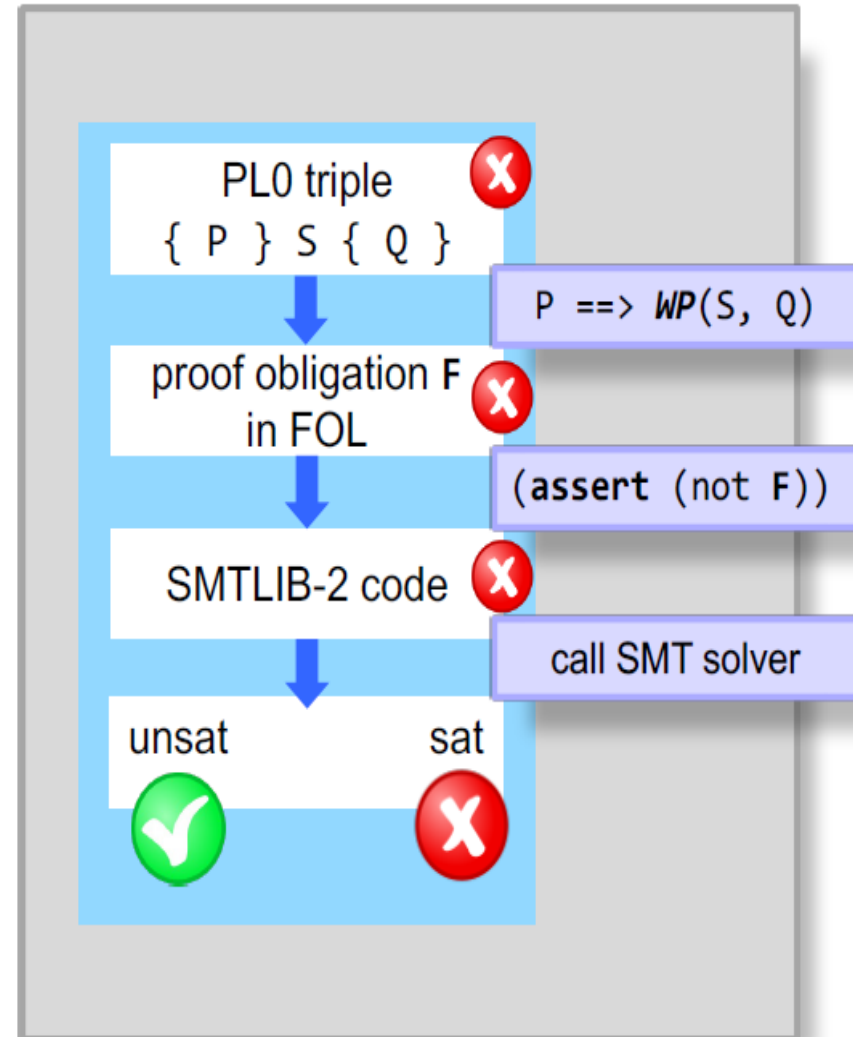 PL0 triple
{ P } S { Q }
P ==> WP(S, Q)
proof obligation F
in FOL
(assert (not F))
SMTLIB-2 code
call SMT solver
unsat sat